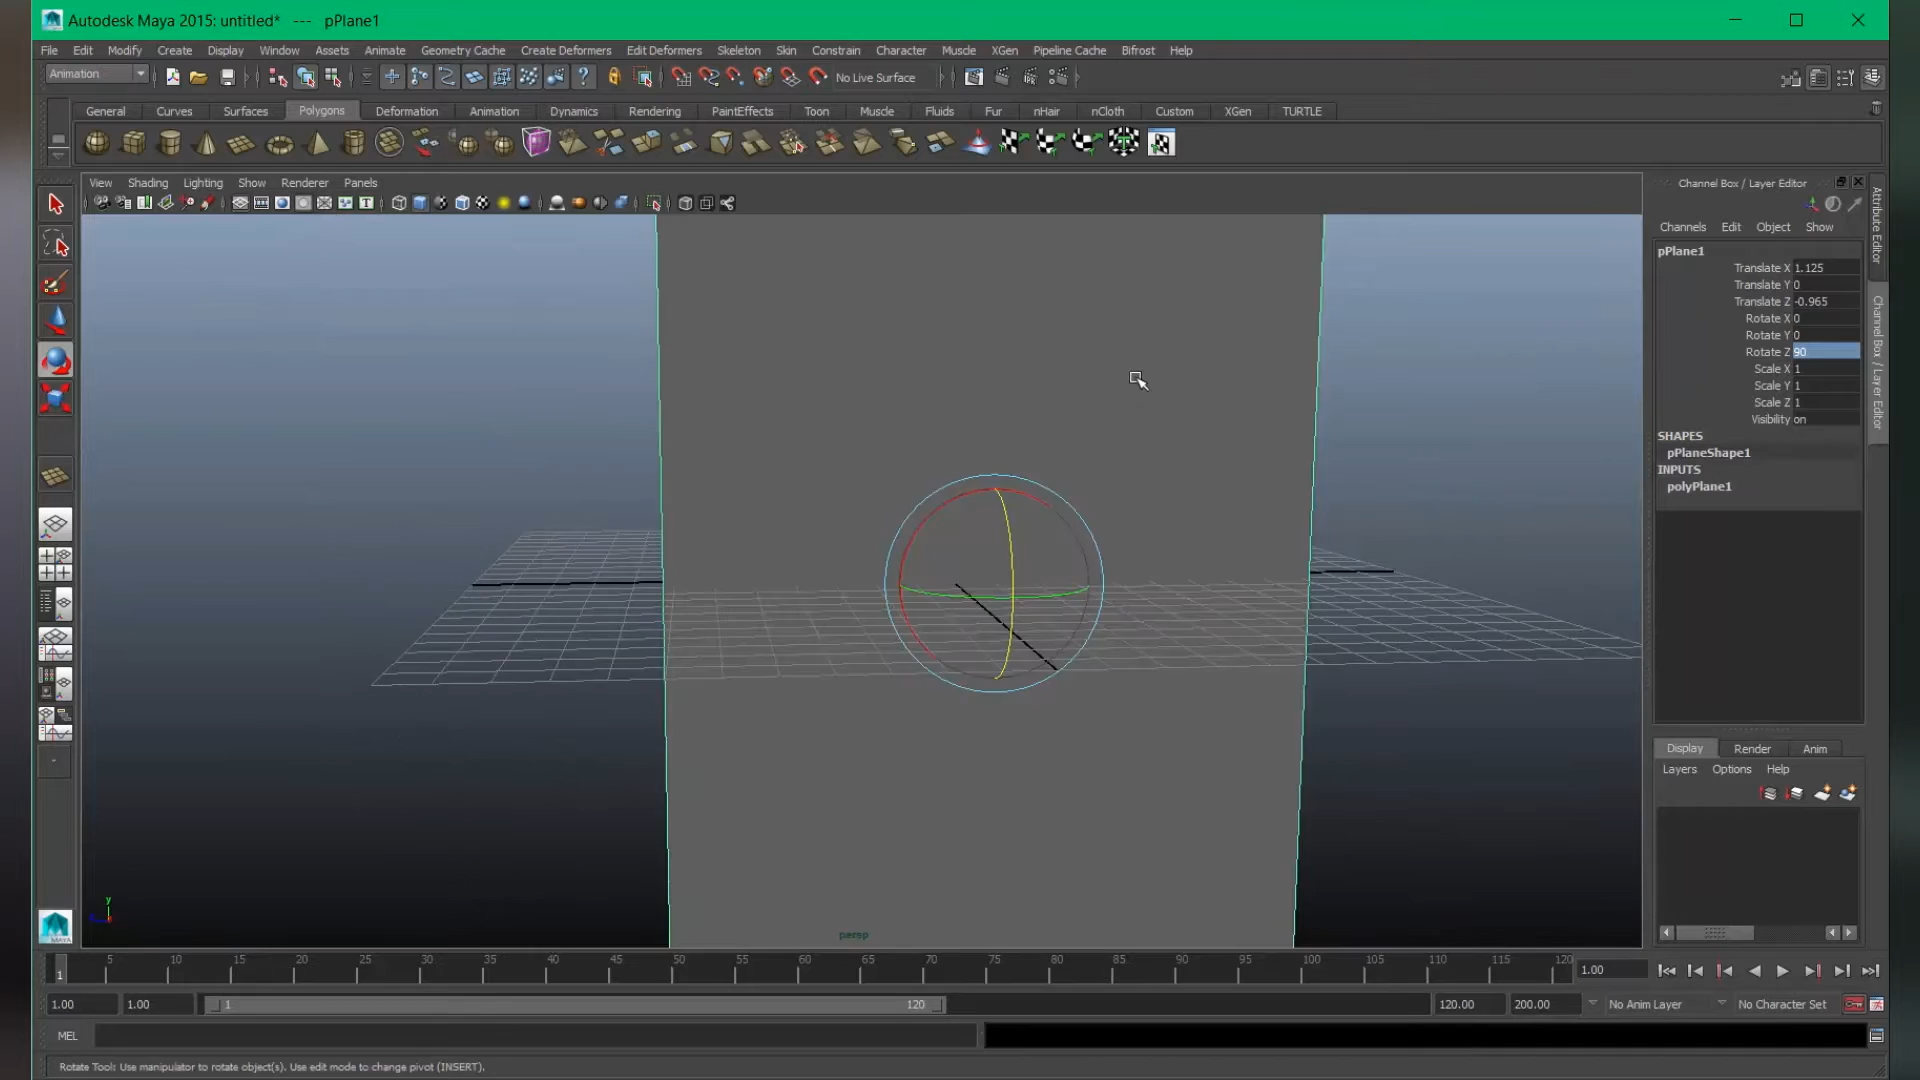 Autodesk Maya 2015: untitled* --- pPlane1
File Edit Modify Create Display Window Assets Animate Geometry Cache Create Deformers Edit Deformers Skeleton Skin Constrain Character Muscle XGen Pipeline Cache Bifrost Help
Animation No Live Surface
General Curves Surfaces Polygons Deformation Animation Dynamics Rendering PaintEffects Toon Muscle Fluids Fur nHair nCloth Custom XGen TURTLE
View Shading Lighting Show Renderer Panels
Channel Box / Layer Editor
Channels Edit Object Show
pPlane1
Translate X 1.125
Translate Y 0
Translate Z -0.965
Rotate X 0
Rotate Y 0
Rotate Z 90
Scale X 1
Scale Y 1
Scale Z 1
Visibility on
SHAPES
pPlaneShape1
INPUTS
polyPlane1
Attribute Editor
Channel Box / Layer Editor
Display Render Anim
Layers Options Help
y
persp
MAYA
1 5 10 15 20 25 30 35 40 45 50 55 60 65 70 75 80 85 90 95 100 105 110 115 120
1.00
1.00 1.00 1 120 120.00 200.00 No Anim Layer No Character Set
MEL
Rotate Tool: Use manipulator to rotate object(s). Use edit mode to change pivot (INSERT).